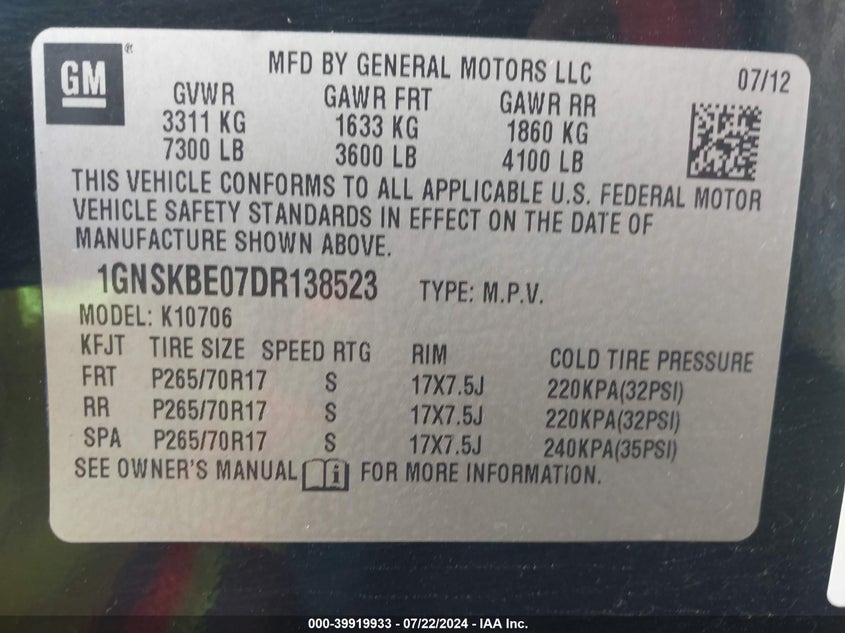 GM ®
MFD BY GENERAL MOTORS LLC
07/12
GVWR GAWR FRT GAWR RR
3311 KG 1633 KG 1860 KG
7300 LB 3600 LB 4100 LB
THIS VEHICLE CONFORMS TO ALL APPLICABLE U.S. FEDERAL MOTOR
VEHICLE SAFETY STANDARDS IN EFFECT ON THE DATE OF
MANUFACTURE SHOWN ABOVE.
1GNSKBE07DR138523 TYPE: M.P.V.
MODEL: K10706
KFJT TIRE SIZE SPEED RTG RIM COLD TIRE PRESSURE
FRT P265/70R17 S 17X7.5J 220KPA(32PSI)
RR P265/70R17 S 17X7.5J 220KPA(32PSI)
SPA P265/70R17 S 17X7.5J 240KPA(35PSI)
SEE OWNER'S MANUAL i FOR MORE INFORMATION.
000-39919933 - 07/22/2024 - IAA Inc.